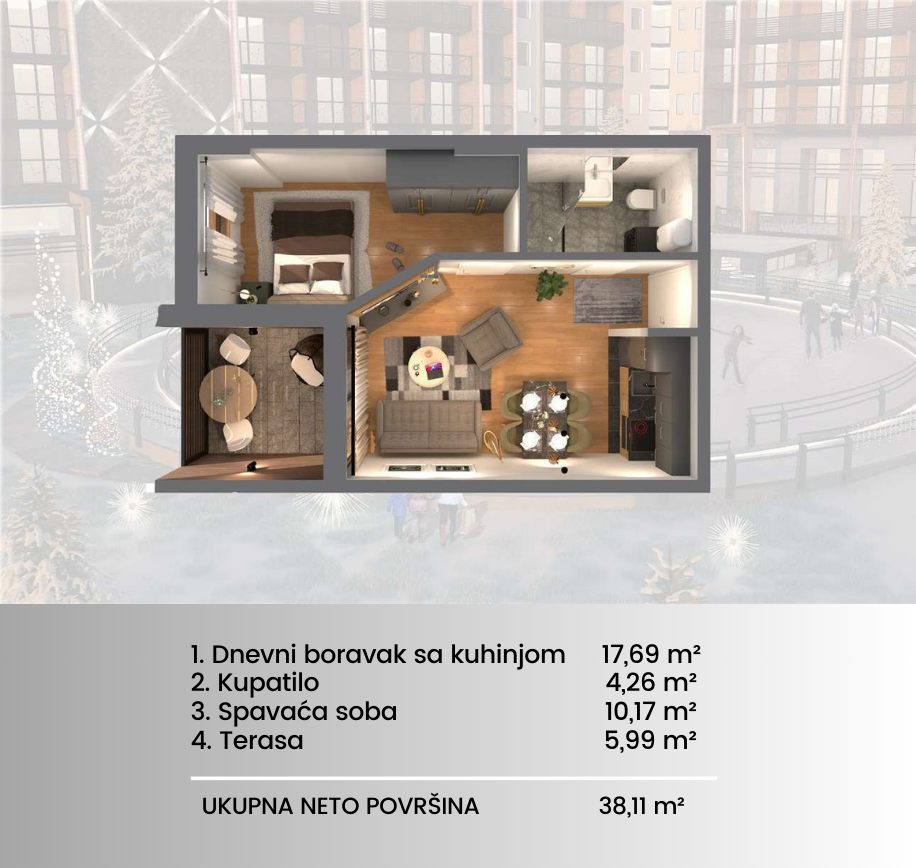 1. Dnevni boravak sa kuhinjom 17,69 m²
2. Kupatilo 4,26 m²
3. Spavaća soba 10,17 m²
4. Terasa 5,99 m²
UKUPNA NETO POVRŠINA 38,11 m²